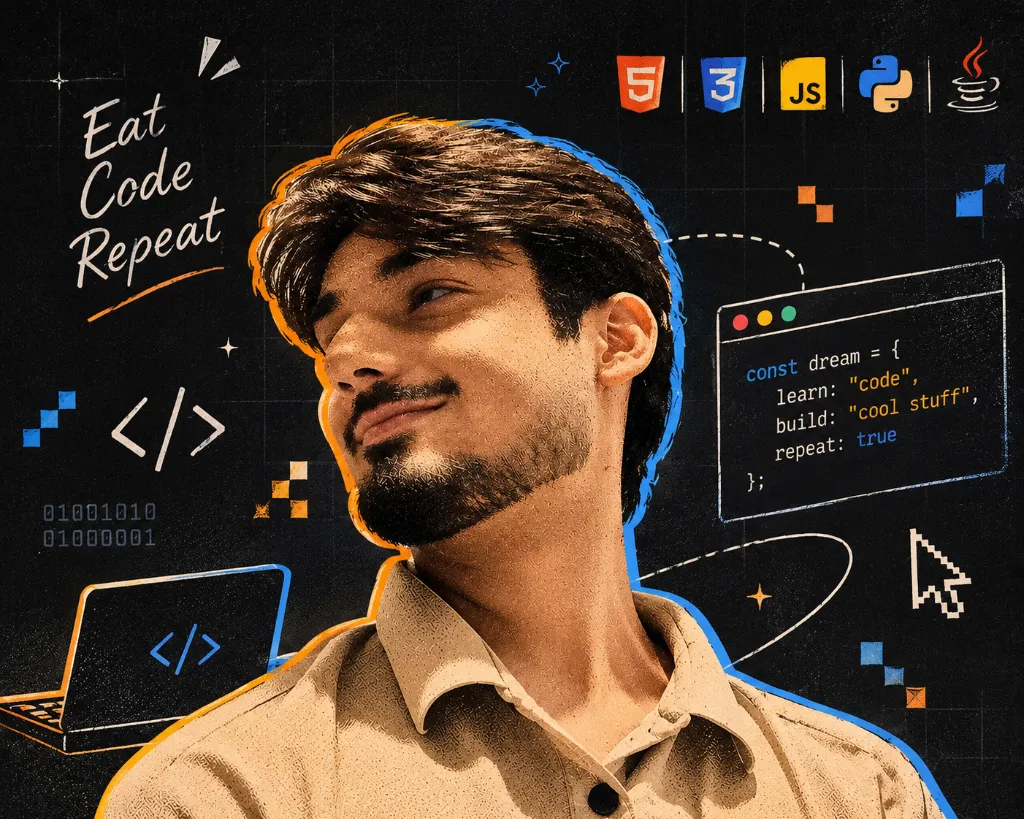 Eat
Code
Repeat
5
3
JS
const dream = {
learn: "code",
build: "cool stuff",
repeat: true
};
</>
01001010
01000001
</>